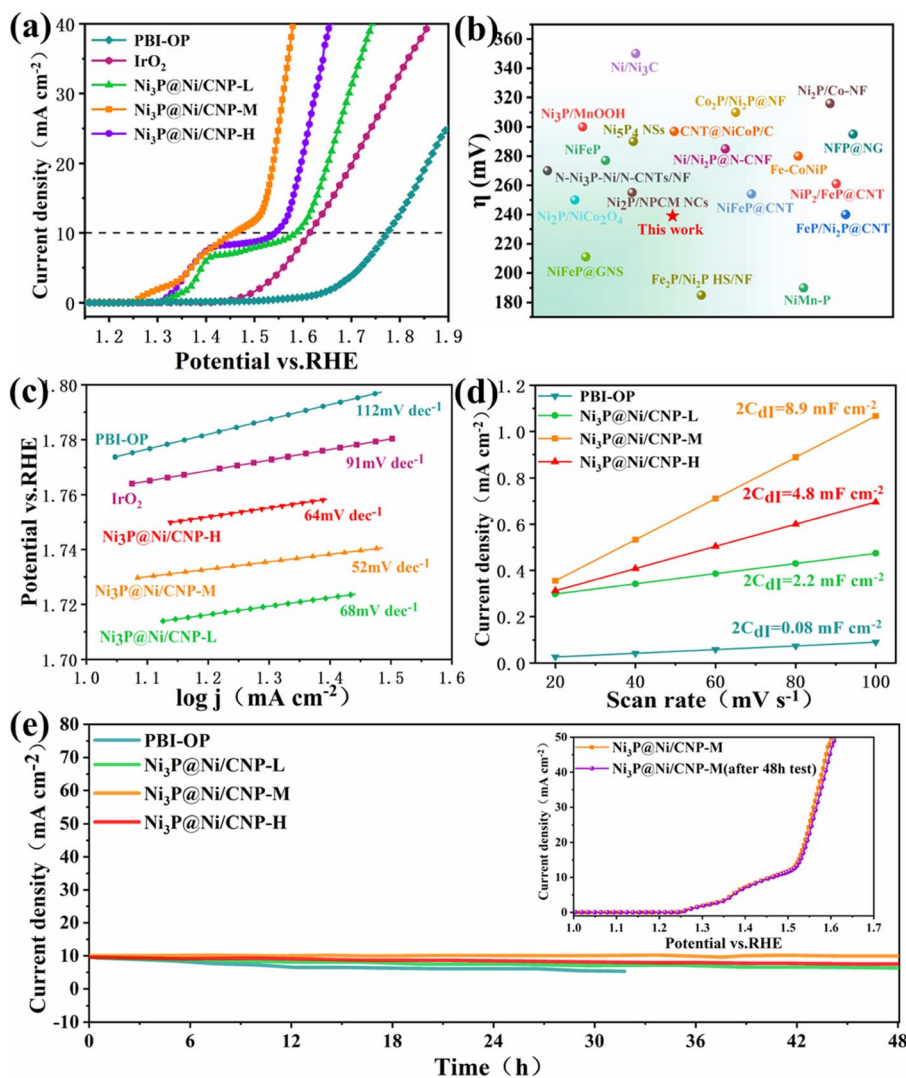 (a)
PBI-OP
IrO₂
Ni₃P@Ni/CNP-L
Ni₃P@Ni/CNP-M
Ni₃P@Ni/CNP-H
Current density (mA cm⁻²)
40
30
20
10
0
1.2 1.3 1.4 1.5 1.6 1.7 1.8 1.9
Potential vs.RHE
(b)
η (mV)
360
340
320
300
280
260
240
220
200
180
Ni/Ni₃C
Ni₂P/Co-NF
Co₂P/Ni₂P@NF
Ni₃P/MnOOH
Ni₅P₄ NSs
CNT@NiCoP/C
NFP@NG
NiFeP
Ni/Ni₂P@N-CNF
Fe-CoNiP
N-Ni₃P-Ni/N-CNTs/NF
NiP₂/FeP@CNT
Ni₂P/NPCM NCs
NiFeP@CNT
Ni₂P/NiCo₂O₄
This work
FeP/Ni₂P@CNT
NiFeP@GNS
Fe₂P/Ni₂P HS/NF
NiMn-P
(c)
Potential vs.RHE
1.80
1.78
1.76
1.74
1.72
1.70
PBI-OP
112mV dec⁻¹
IrO₂
91mV dec⁻¹
Ni₃P@Ni/CNP-H
64mV dec⁻¹
Ni₃P@Ni/CNP-M
52mV dec⁻¹
Ni₃P@Ni/CNP-L
68mV dec⁻¹
1.0 1.1 1.2 1.3 1.4 1.5 1.6
log j（mA cm⁻²）
(d)
PBI-OP
Ni₃P@Ni/CNP-L
Ni₃P@Ni/CNP-M
Ni₃P@Ni/CNP-H
Current density（mA cm⁻²）
1.2
1.0
0.8
0.6
0.4
0.2
0.0
2CdI=8.9 mF cm⁻²
2CdI=4.8 mF cm⁻²
2CdI=2.2 mF cm⁻²
2CdI=0.08 mF cm⁻²
20 40 60 80 100
Scan rate（mV s⁻¹）
(e)
PBI-OP
Ni₃P@Ni/CNP-L
Ni₃P@Ni/CNP-M
Ni₃P@Ni/CNP-H
Current density（mA cm⁻²）
80
70
60
50
40
30
20
10
0
-10
0 6 12 18 24 30 36 42 48
Time（h）
Ni₃P@Ni/CNP-M
Ni₃P@Ni/CNP-M(after 48h test)
Current density（mA cm⁻²）
50
40
30
20
10
0
1.0 1.1 1.2 1.3 1.4 1.5 1.6 1.7
Potential vs.RHE